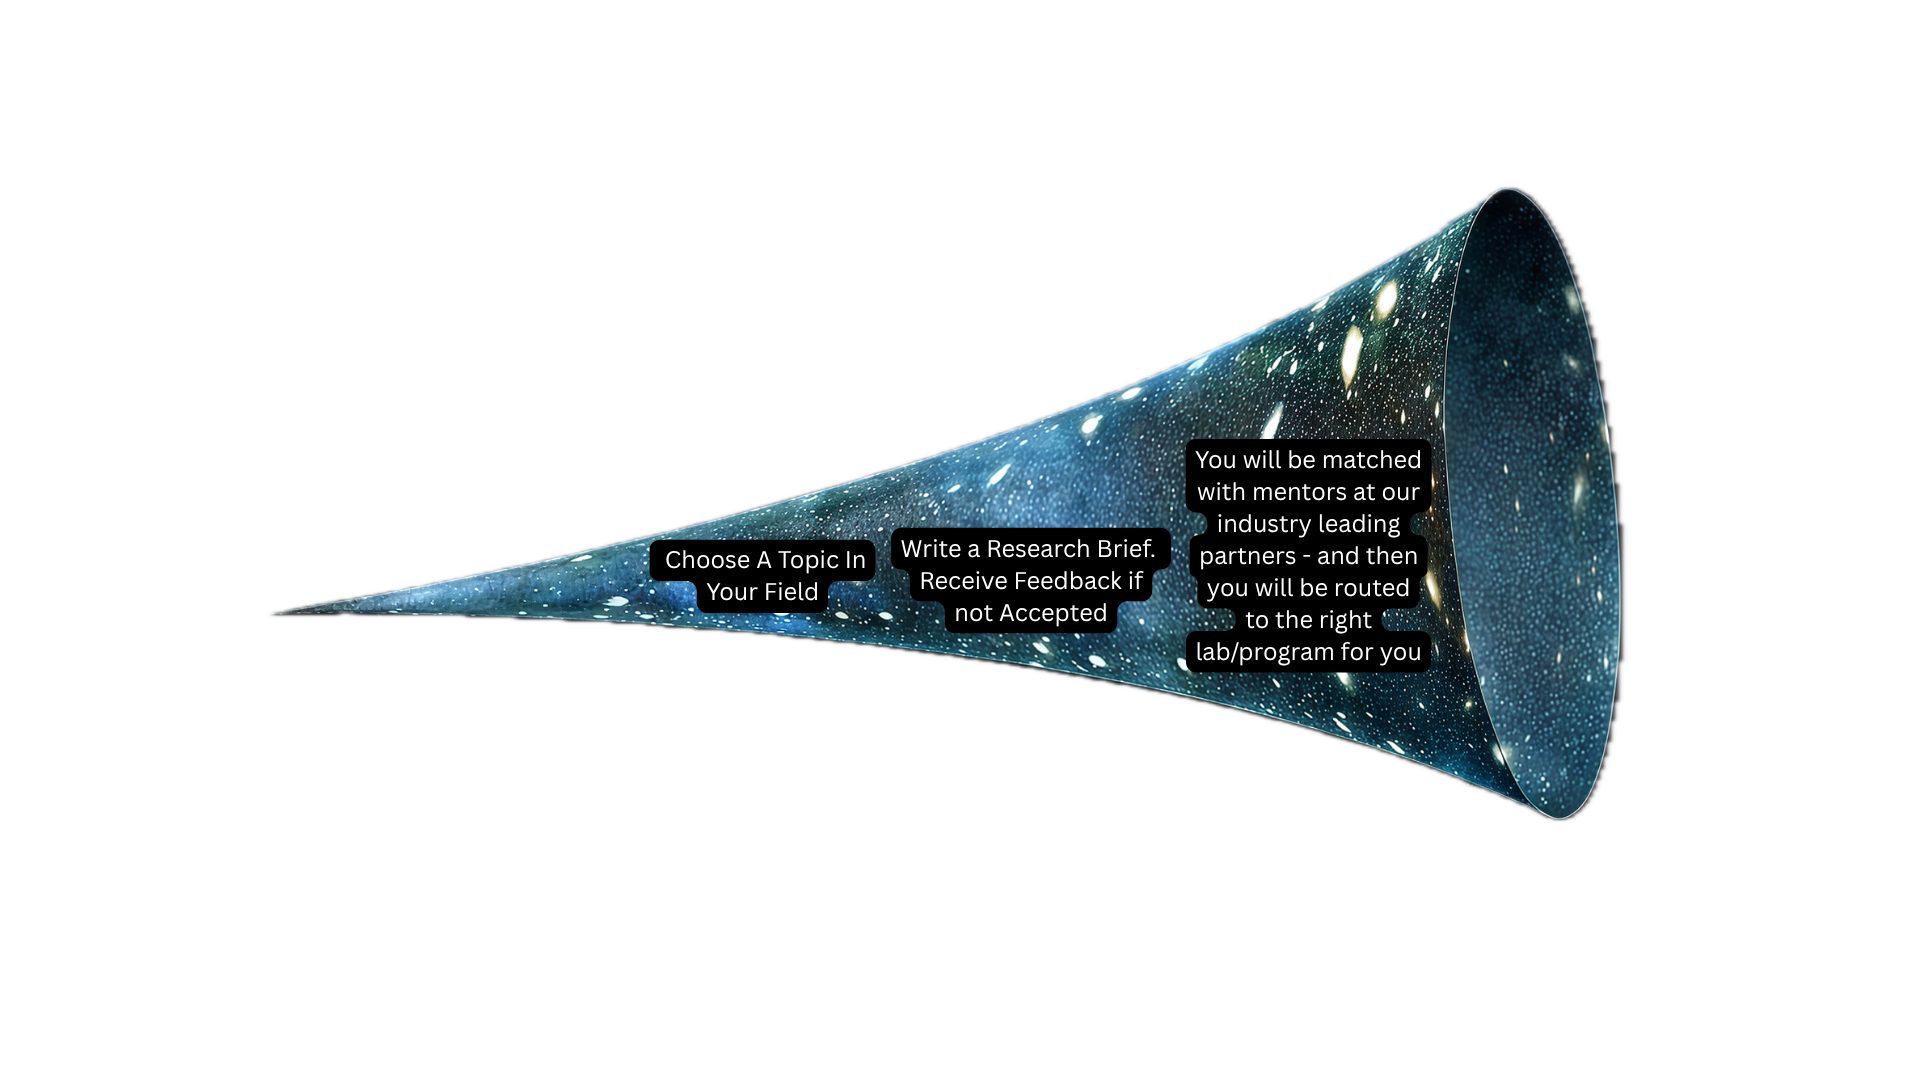 Choose A Topic In
Your Field
Write a Research Brief.
Receive Feedback if
not Accepted
You will be matched
with mentors at our
industry leading
partners - and then
you will be routed
to the right
lab/program for you